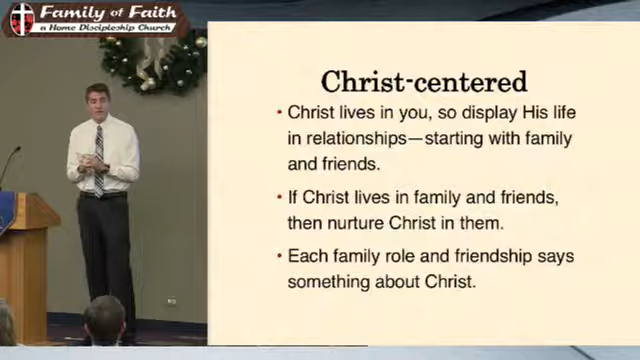 Family of Faith
a Home Discipleship Church
Christ-centered
• Christ lives in you, so display His life
in relationships—starting with family
and friends.
• If Christ lives in family and friends,
then nurture Christ in them.
• Each family role and friendship says
something about Christ.